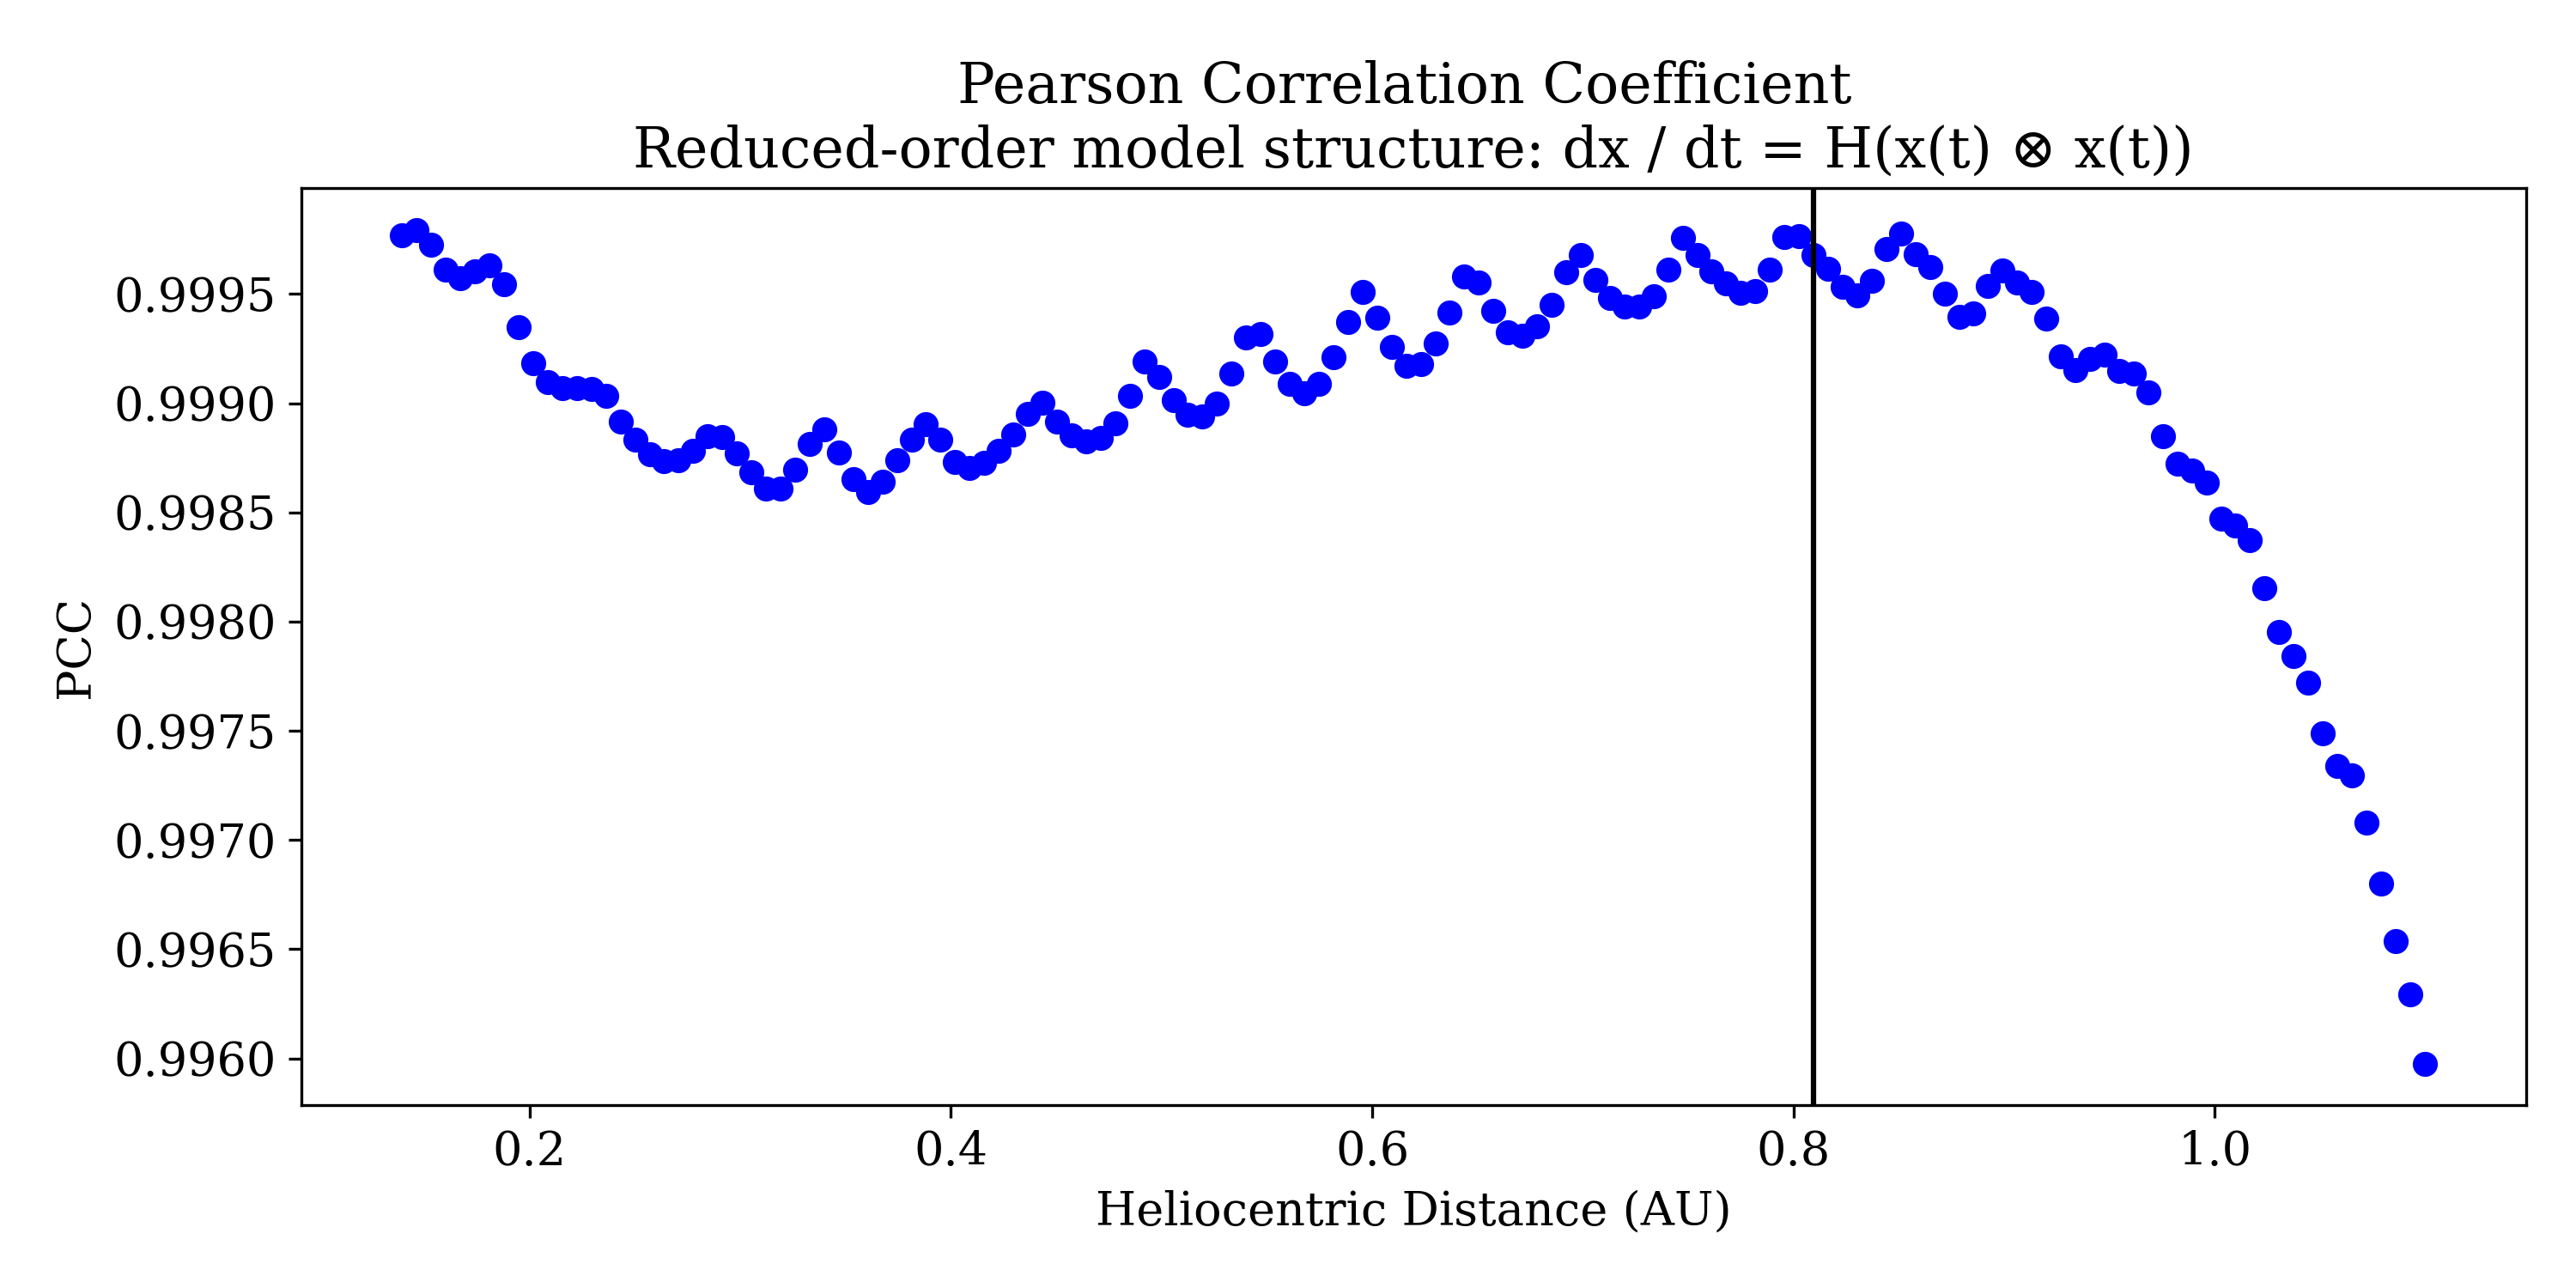 Pearson Correlation Coefficient
Reduced-order model structure: dx / dt = H(x(t) ⊗ x(t))
PCC
0.9995
0.9990
0.9985
0.9980
0.9975
0.9970
0.9965
0.9960
0.2 0.4 0.6 0.8 1.0
Heliocentric Distance (AU)